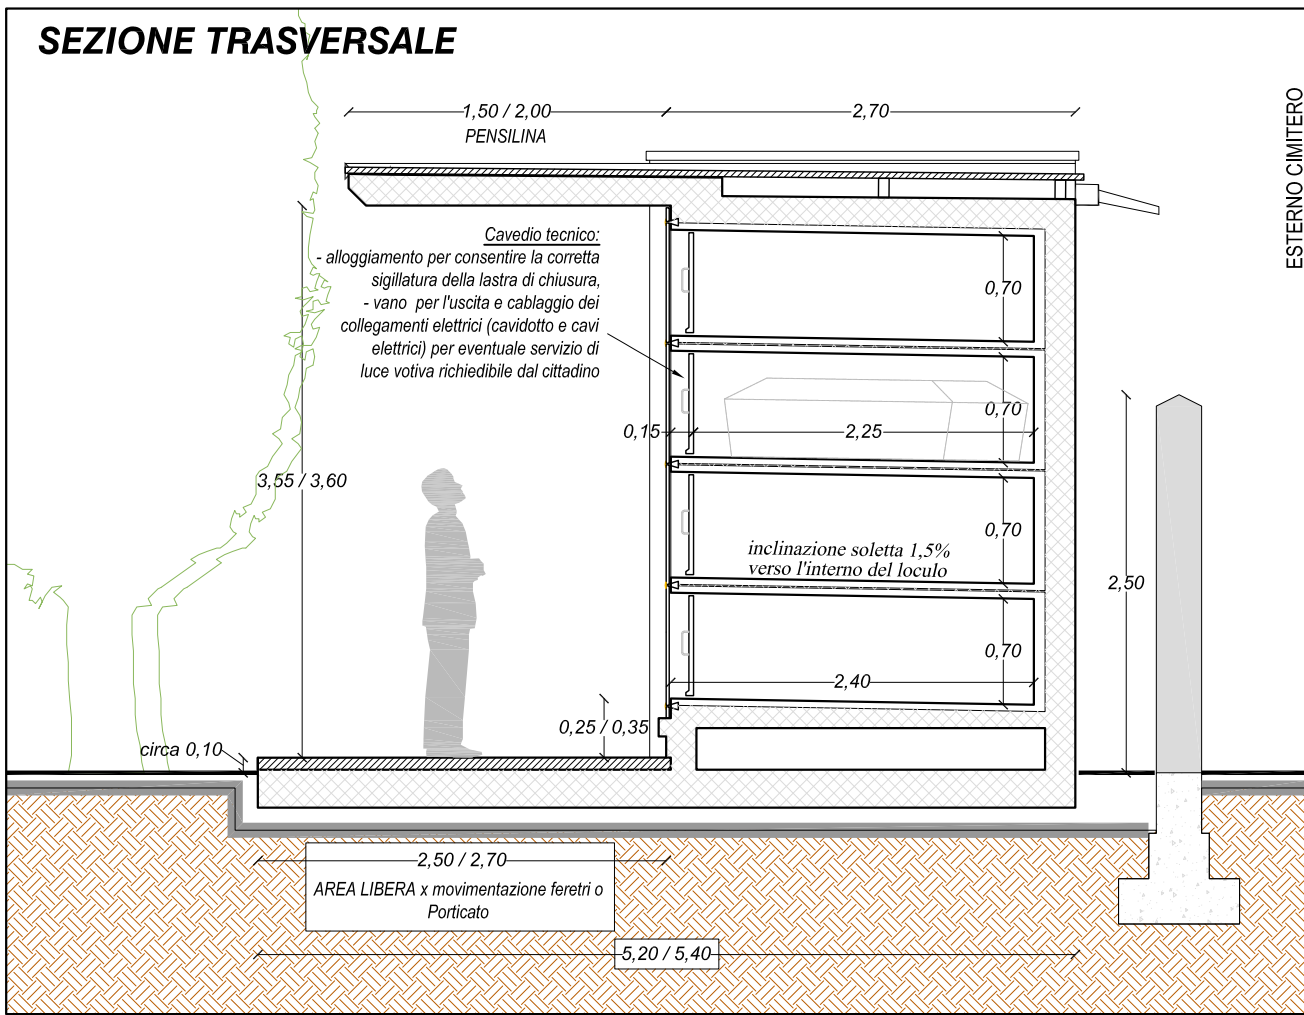 SEZIONE TRASVERSALE
1,50 / 2,00
PENSILINA
2,70
ESTERNO CIMITERO
Cavedio tecnico:
- alloggiamento per consentire la corretta
sigillatura della lastra di chiusura,
- vano per l'uscita e cablaggio dei
collegamenti elettrici (cavidotto e cavi
elettrici) per eventuale servizio di
luce votiva richiedibile dal cittadino
0,70
0,70
0,15
2,25
3,55 / 3,60
0,70
inclinazione soletta 1,5%
verso l'interno del loculo
2,50
0,70
2,40
0,25 / 0,35
circa 0,10
2,50 / 2,70
AREA LIBERA x movimentazione feretri o
Porticato
5,20 / 5,40